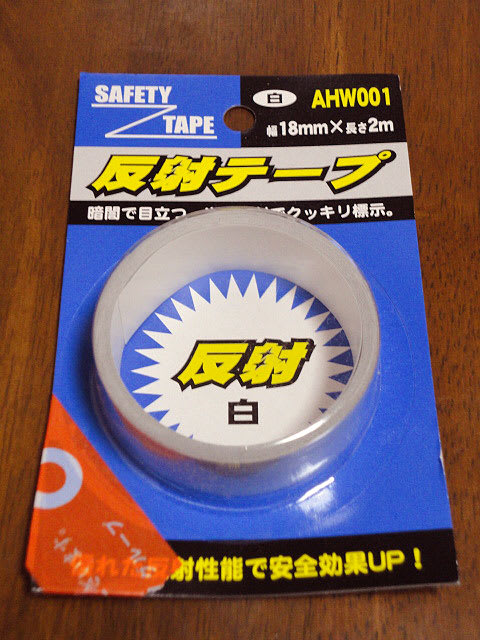 SAFETY
TAPE
白 AHW001
幅18mm×長さ2m
反射テープ
暗闇で目立つ クッキリ標示。
反射
白
れた反射性能で安全効果UP！